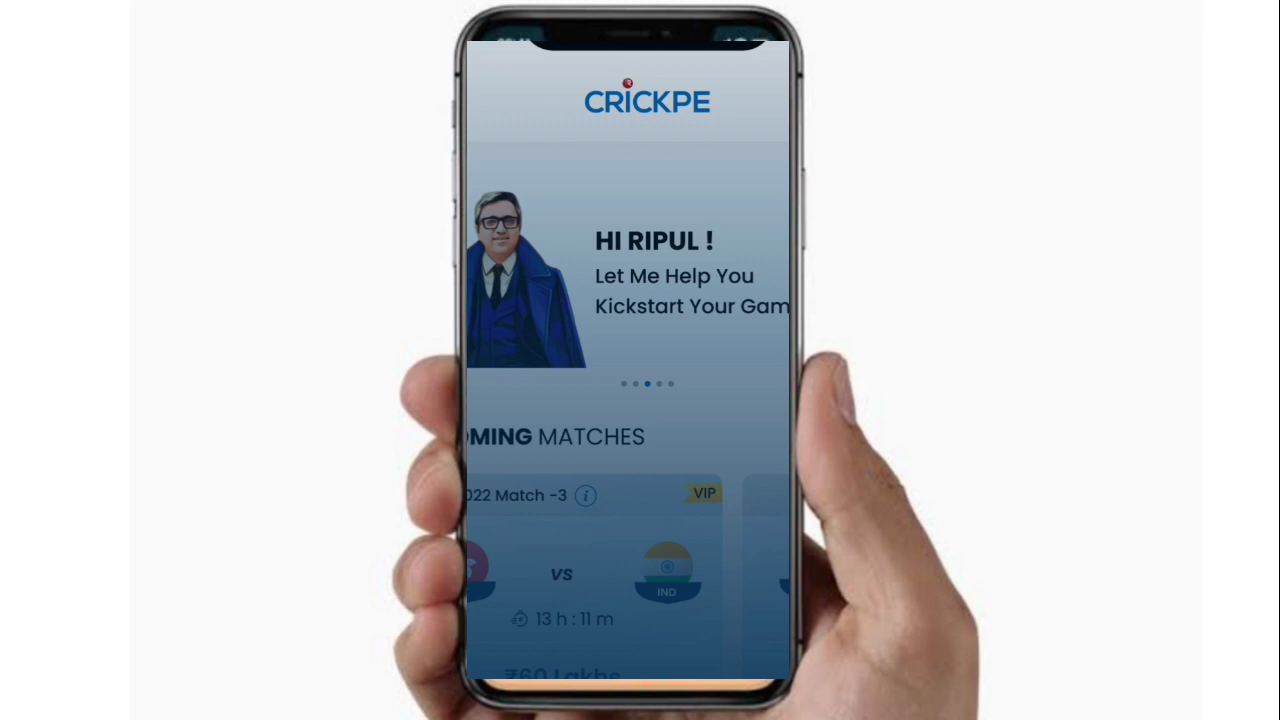 CRICKPE
HI RIPUL !
Let Me Help You
Kickstart Your Gam
OMING MATCHES
022 Match -3 i
VIP
VS
IND
13 h : 11 m
₹60 Lakhs